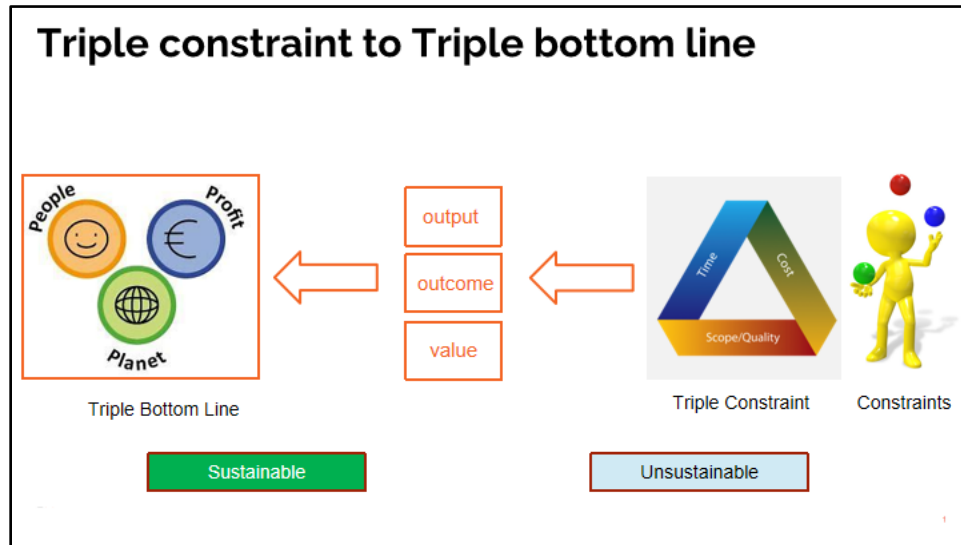 Triple constraint to Triple bottom line
People
Profit
Planet
Triple Bottom Line
Sustainable
output
outcome
value
Time
Cost
Scope/Quality
Triple Constraint
Constraints
Unsustainable
1